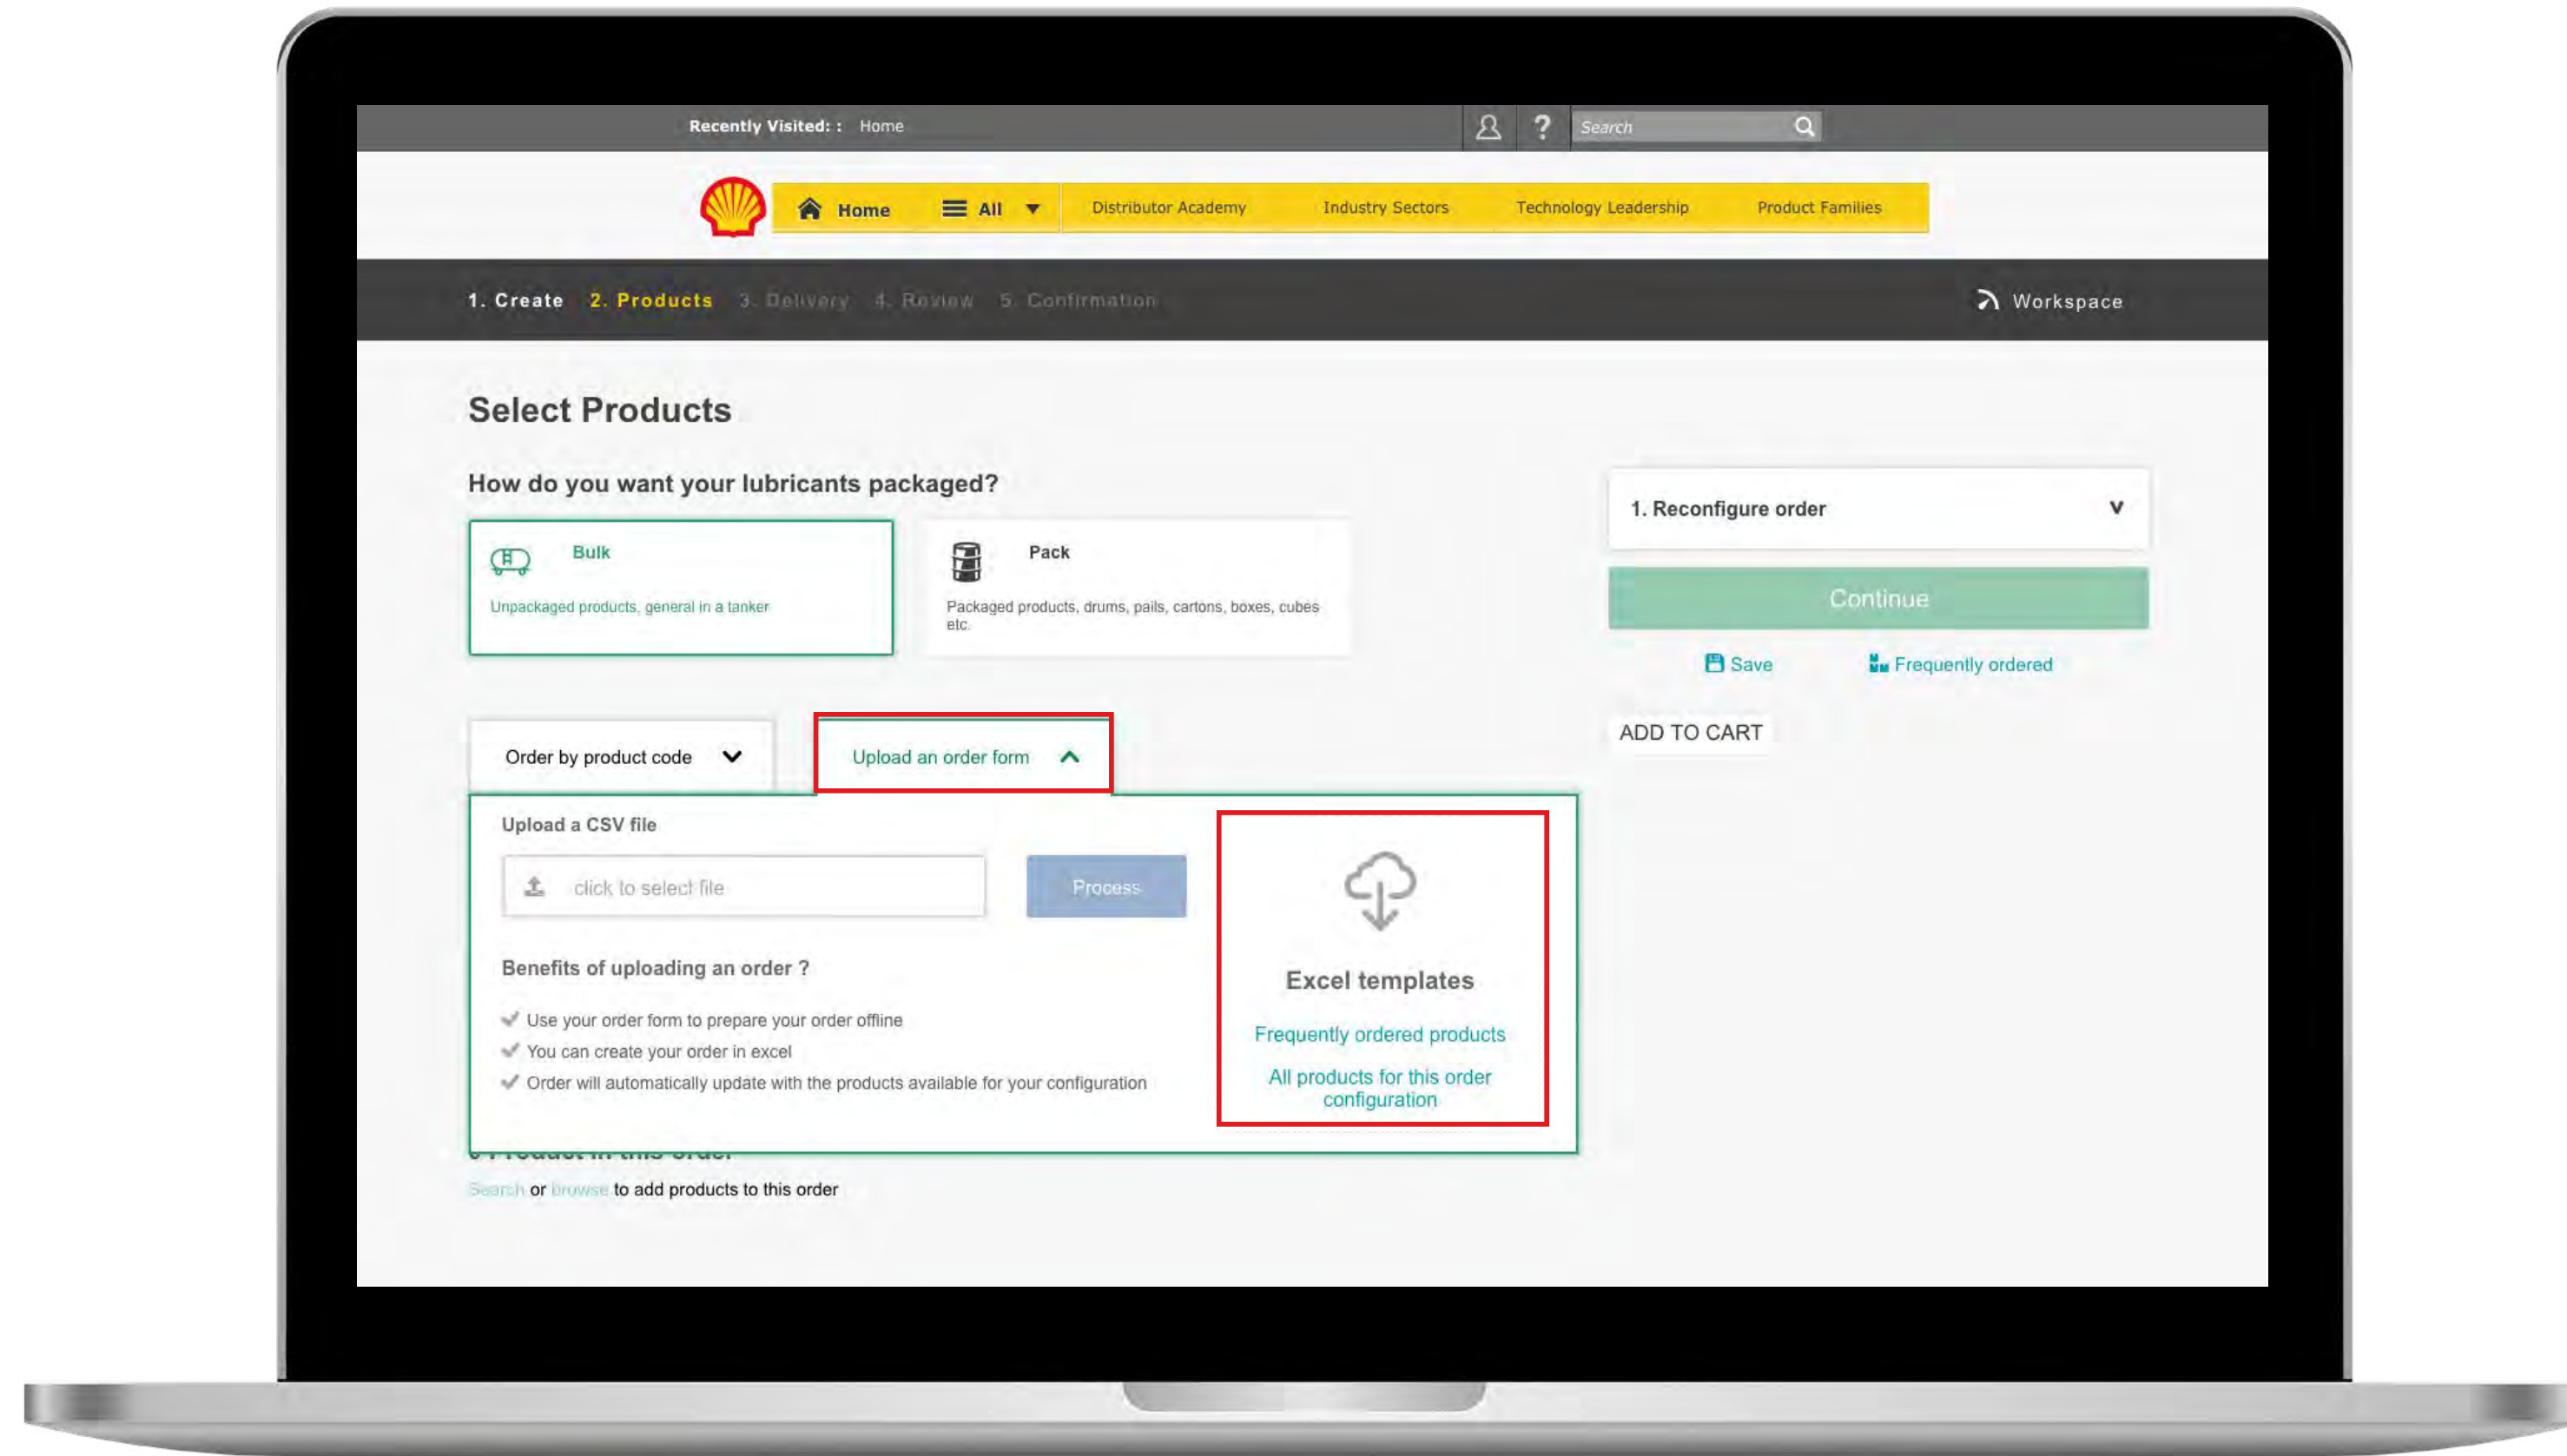 Recently Visited: : Home
Search
Home All Distributor Academy Industry Sectors Technology Leadership Product Families
1. Create 2. Products 3. Delivery 4. Review 5. Confirmation
Workspace
Select Products
How do you want your lubricants packaged?
Bulk
Unpackaged products, general in a tanker
Pack
Packaged products, drums, pails, cartons, boxes, cubes
etc.
1. Reconfigure order
Continue
Save Frequently ordered
ADD TO CART
Order by product code
Upload an order form
Upload a CSV file
click to select file
Process
Benefits of uploading an order ?
Use your order form to prepare your order offline
You can create your order in excel
Order will automatically update with the products available for your configuration
Excel templates
Frequently ordered products
All products for this order
configuration
Product in this order
Search or browse to add products to this order